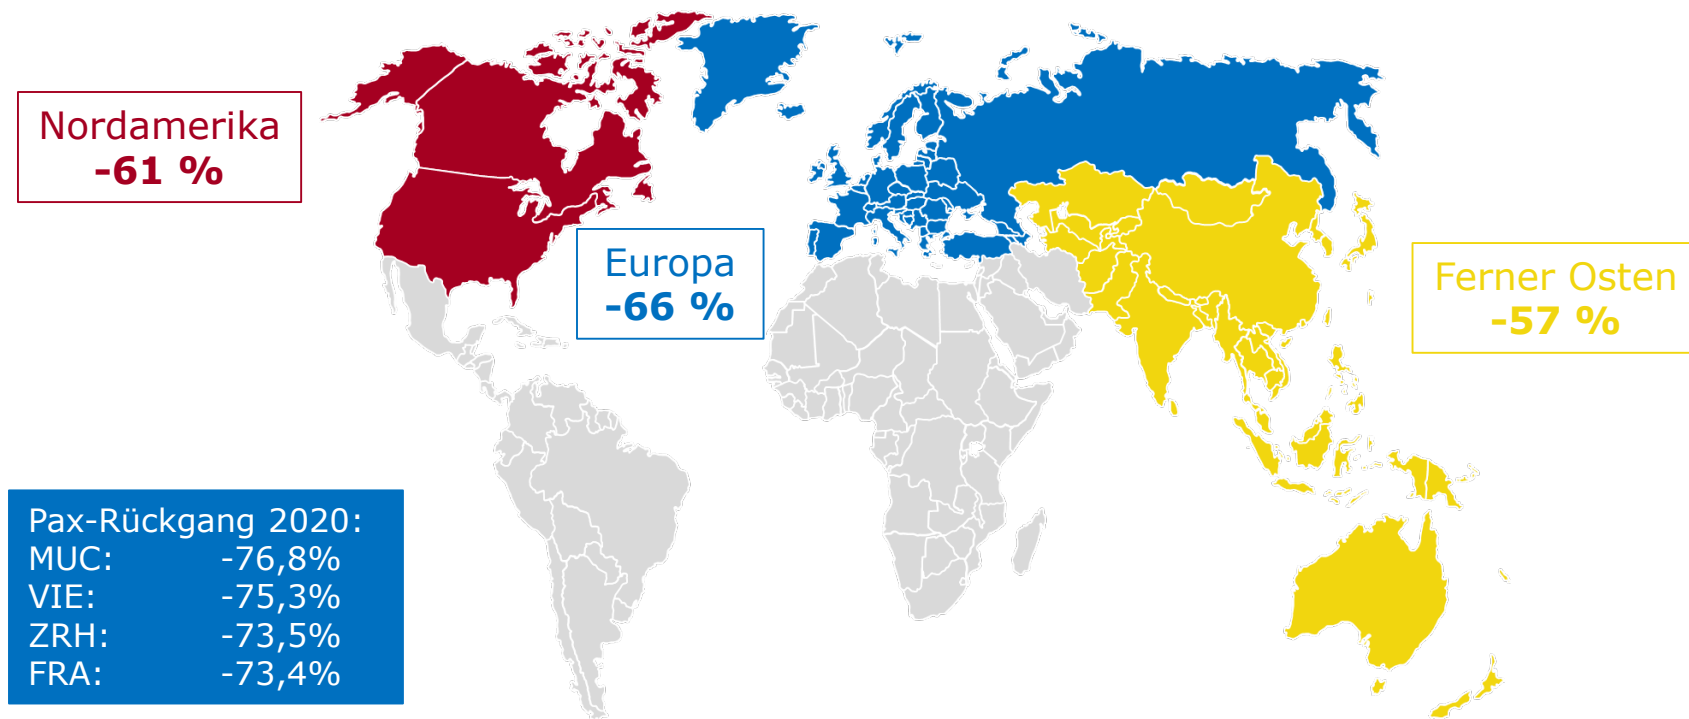 Nordamerika
-61 %
Europa
-66 %
Ferner Osten
-57 %
Pax-Rückgang 2020:
MUC: -76,8%
VIE: -75,3%
ZRH: -73,5%
FRA: -73,4%